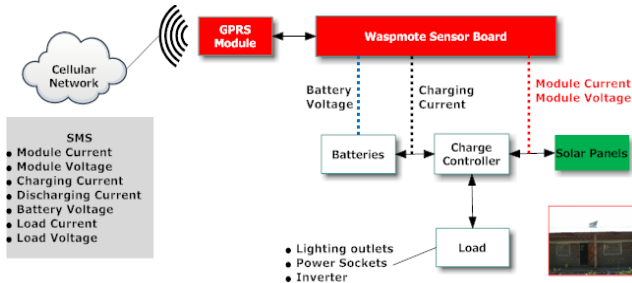 GPRS
Module
Waspmote Sensor Board
Cellular
Network
Battery
Voltage
Charging
Current
Module Current
Module Voltage
SMS
• Module Current
• Module Voltage
• Charging Current
• Discharging Current
• Battery Voltage
• Load Current
• Load Voltage
Batteries
Charge
Controller
Solar Panels
Load
• Lighting outlets
• Power Sockets
• Inverter